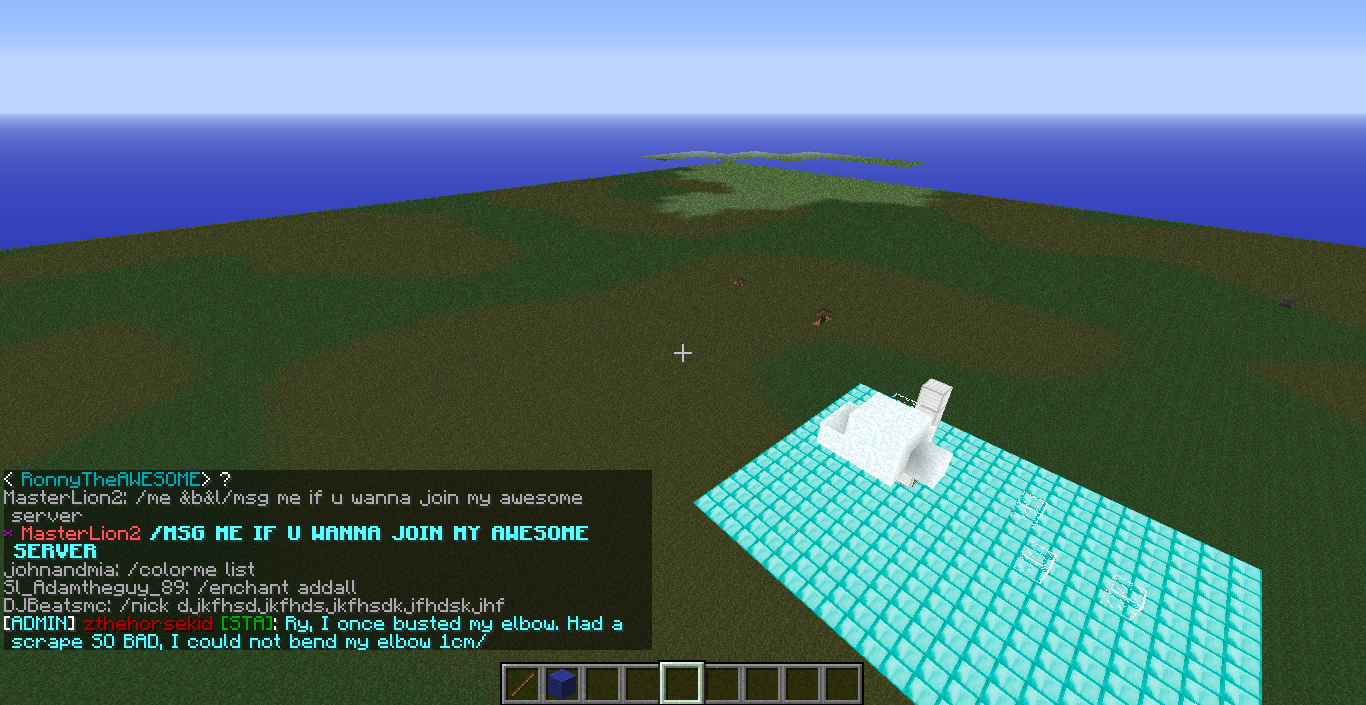 < RonnyTheAWESOME> ?
MasterLion2: /me &b&l/msg me if u wanna join my awesome
server
* MasterLion2 /MSG ME IF U WANNA JOIN MY AWESOME
SERVER
johnandmia: /colorme list
Sl_Adamtheguy_89: /enchant addall
DJBeatsmc: /nick djkfhsdjkfhdsjkfhsdkjfhdskjhf
[ADMIN] zthehorsekid [STA]: Ry, I once busted my elbow. Had a
scrape SO BAD, I could not bend my elbow 1cm/